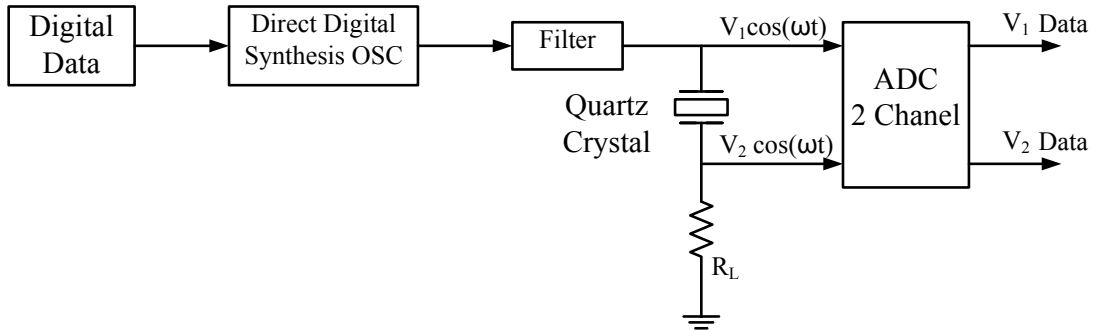 Digital
Data
Direct Digital
Synthesis OSC
Filter
V₁cos(ωt)
V₁ Data
ADC
2 Chanel
Quartz
Crystal
V₂ cos(ωt)
V₂ Data
R_L